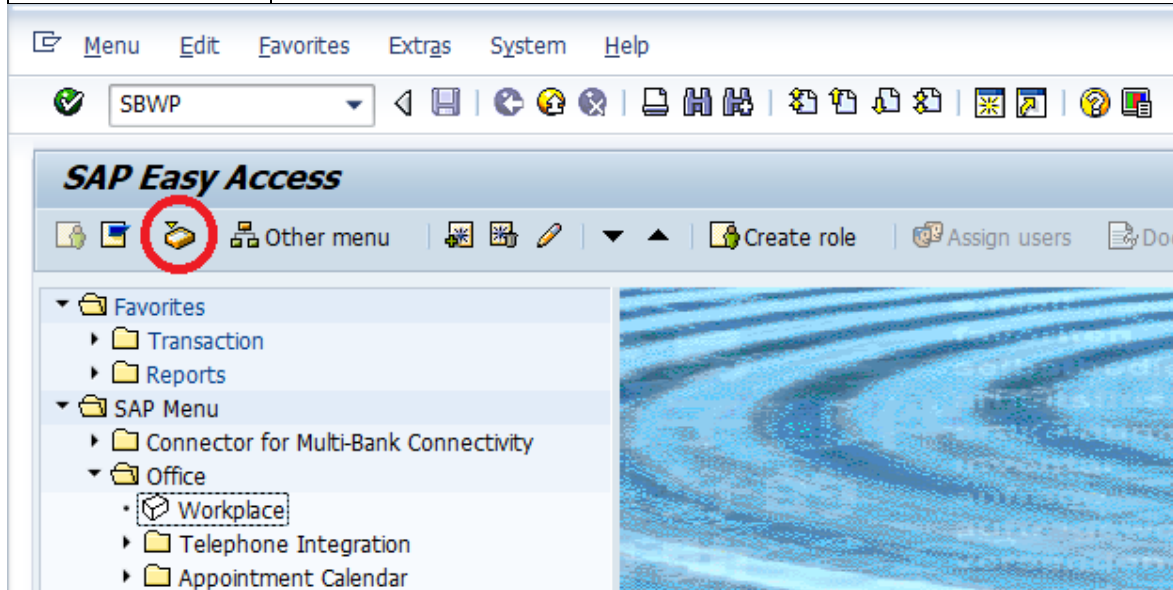 Menu Edit Favorites Extras System Help
SBWP
SAP Easy Access
Other menu Create role Assign users Do
Favorites
Transaction
Reports
SAP Menu
Connector for Multi-Bank Connectivity
Office
Workplace
Telephone Integration
Appointment Calendar